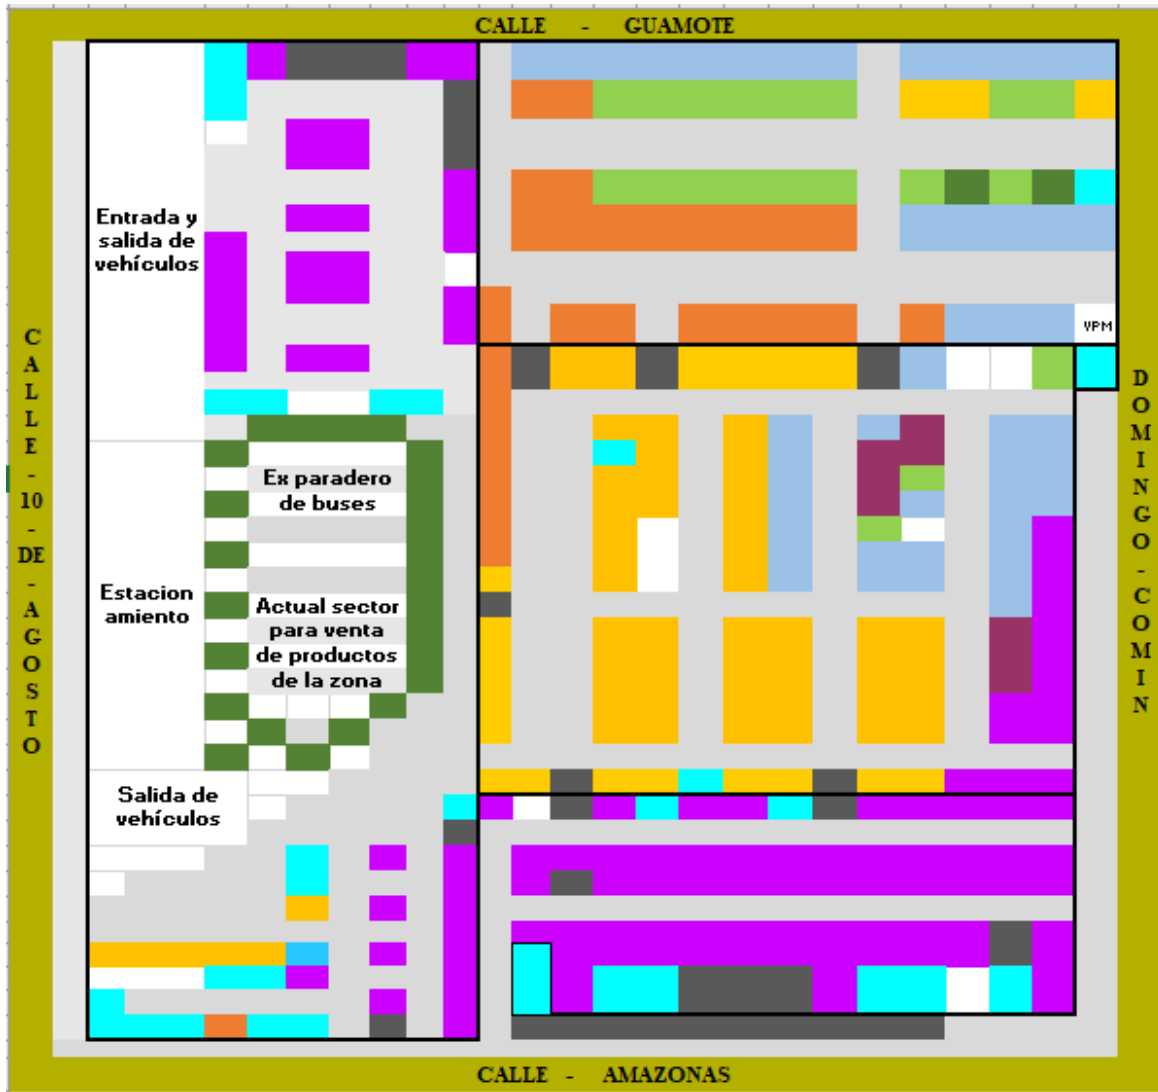 CALLE - GUAMOTE
Entrada y
salida de
vehículos
VPM
C
A
L
L
E
-
10
-
DE
-
A
G
O
S
T
O
D
O
M
I
N
G
O
-
C
O
M
I
N
Ex paradero
de buses
Estacion
amiento
Actual sector
para venta
de productos
de la zona
Salida de
vehículos
CALLE - AMAZONAS